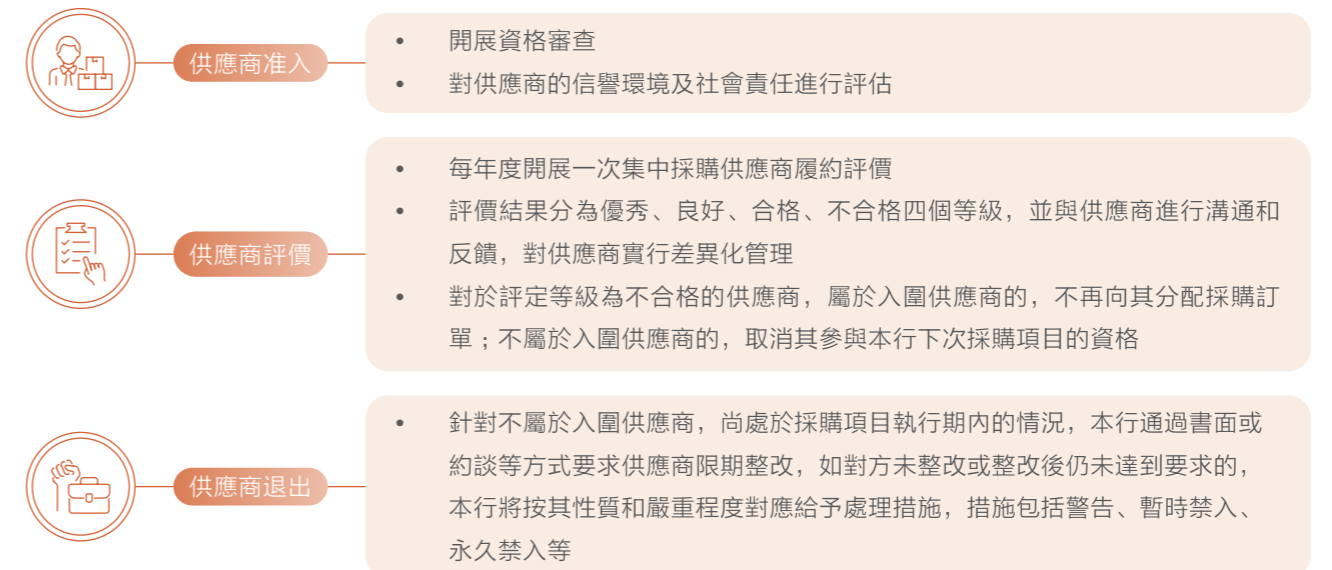 供應商准入
• 開展資格審查
• 對供應商的信譽環境及社會責任進行評估
供應商評價
• 每年度開展一次集中採購供應商履約評價
• 評價結果分為優秀、良好、合格、不合格四個等級，並與供應商進行溝通和
反饋，對供應商實行差異化管理
• 對於評定等級為不合格的供應商，屬於入圍供應商的，不再向其分配採購訂
單；不屬於入圍供應商的，取消其參與本行下次採購項目的資格
供應商退出
• 針對不屬於入圍供應商，尚處於採購項目執行期內的情況，本行通過書面或
約談等方式要求供應商限期整改，如對方未整改或整改後仍未達到要求的，
本行將按其性質和嚴重程度對應給予處理措施，措施包括警告、暫時禁入、
永久禁入等